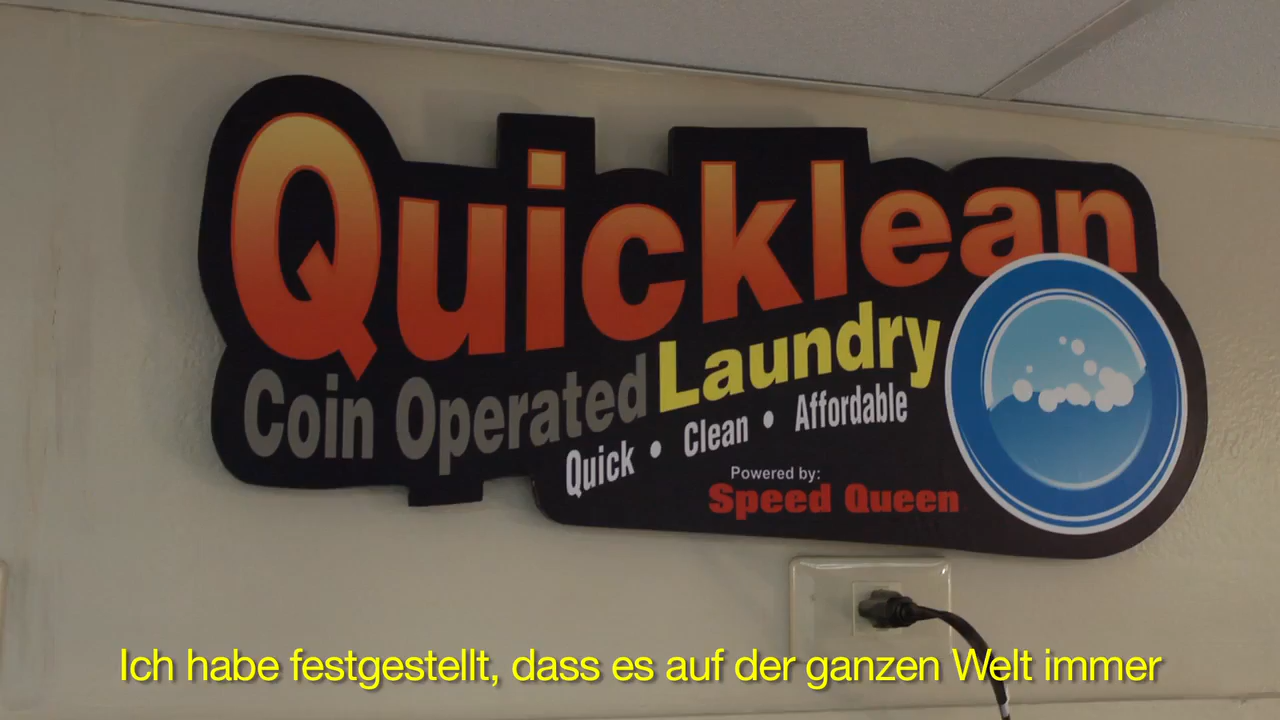 Quicklean
Coin Operated Laundry
Quick • Clean • Affordable
Powered by:
Speed Queen
Ich habe festgestellt, dass es auf der ganzen Welt immer